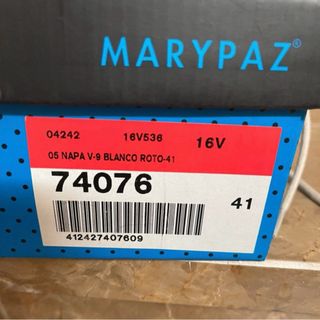 MARYPAZ®
04242 16V536 16V
05 NAPA V-9 BLANCO ROTO-41
74076
41
412427407609